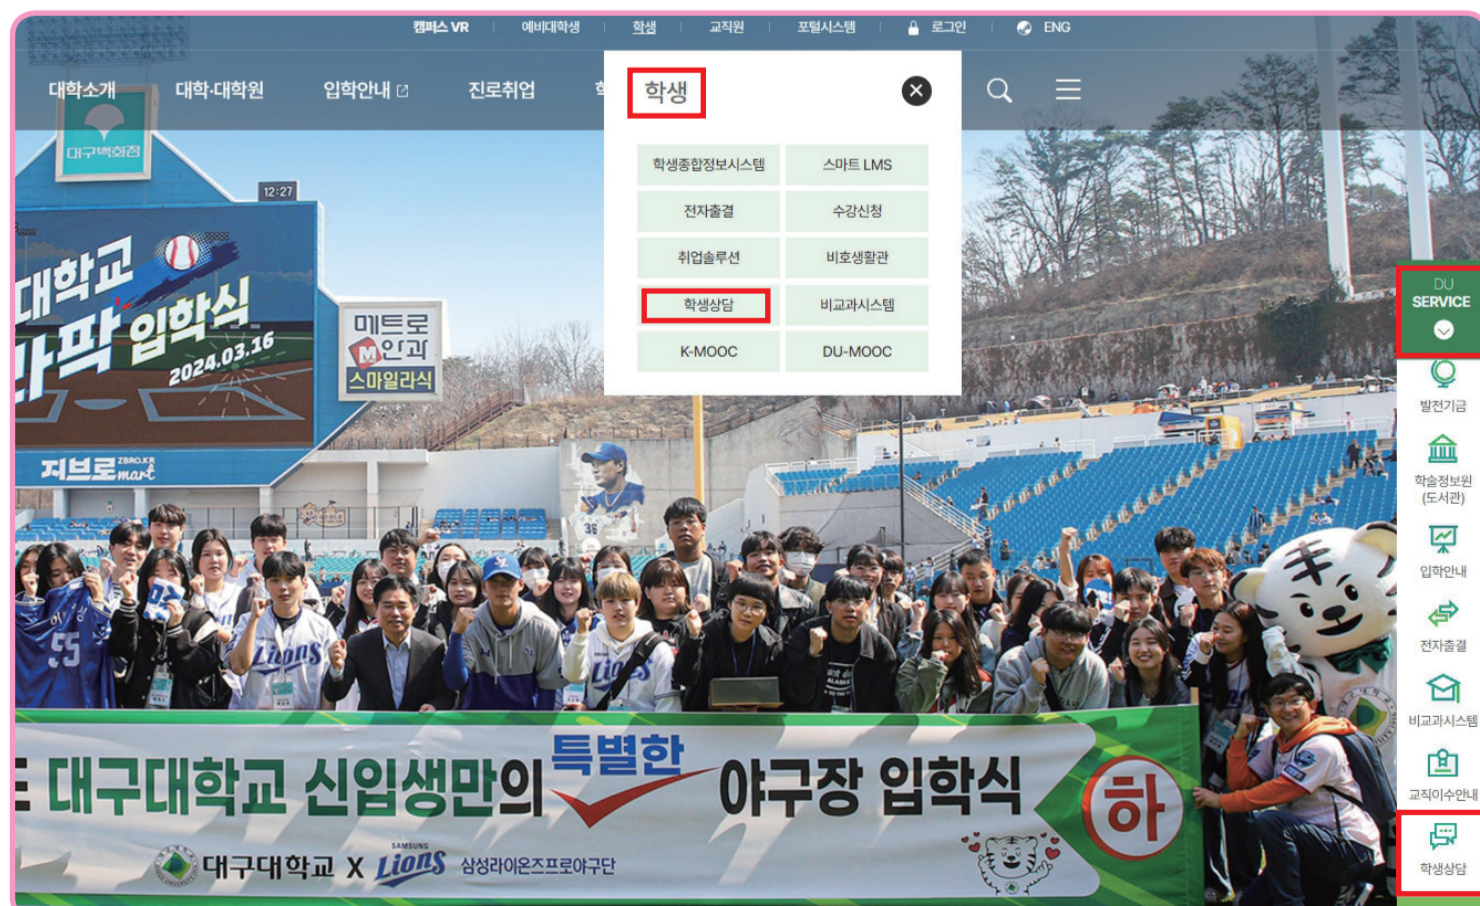 캠퍼스 VR
예비대학생
학생
교직원
포털시스템
로그인
ENG
대학소개
대학·대학원
입학안내
진로취업
학생
학생종합정보시스템
스마트 LMS
전자출결
수강신청
취업솔루션
비호생활관
학생상담
비교과시스템
K-MOOC
DU-MOOC
DU
SERVICE
발전기금
학술정보원
(도서관)
입학안내
전자출결
비교과시스템
교직이수안내
학생상담
대구백화점
12:27
대학교
라팍 입학식
2024.03.16
메트로
M안과
스마일라식
지브로 ZBRO.KR
mart
36
55
Lions
Lions
대구대학교 신입생만의 특별한 야구장 입학식
하
대구대학교 X SAMSUNG Lions 삼성라이온즈프로야구단